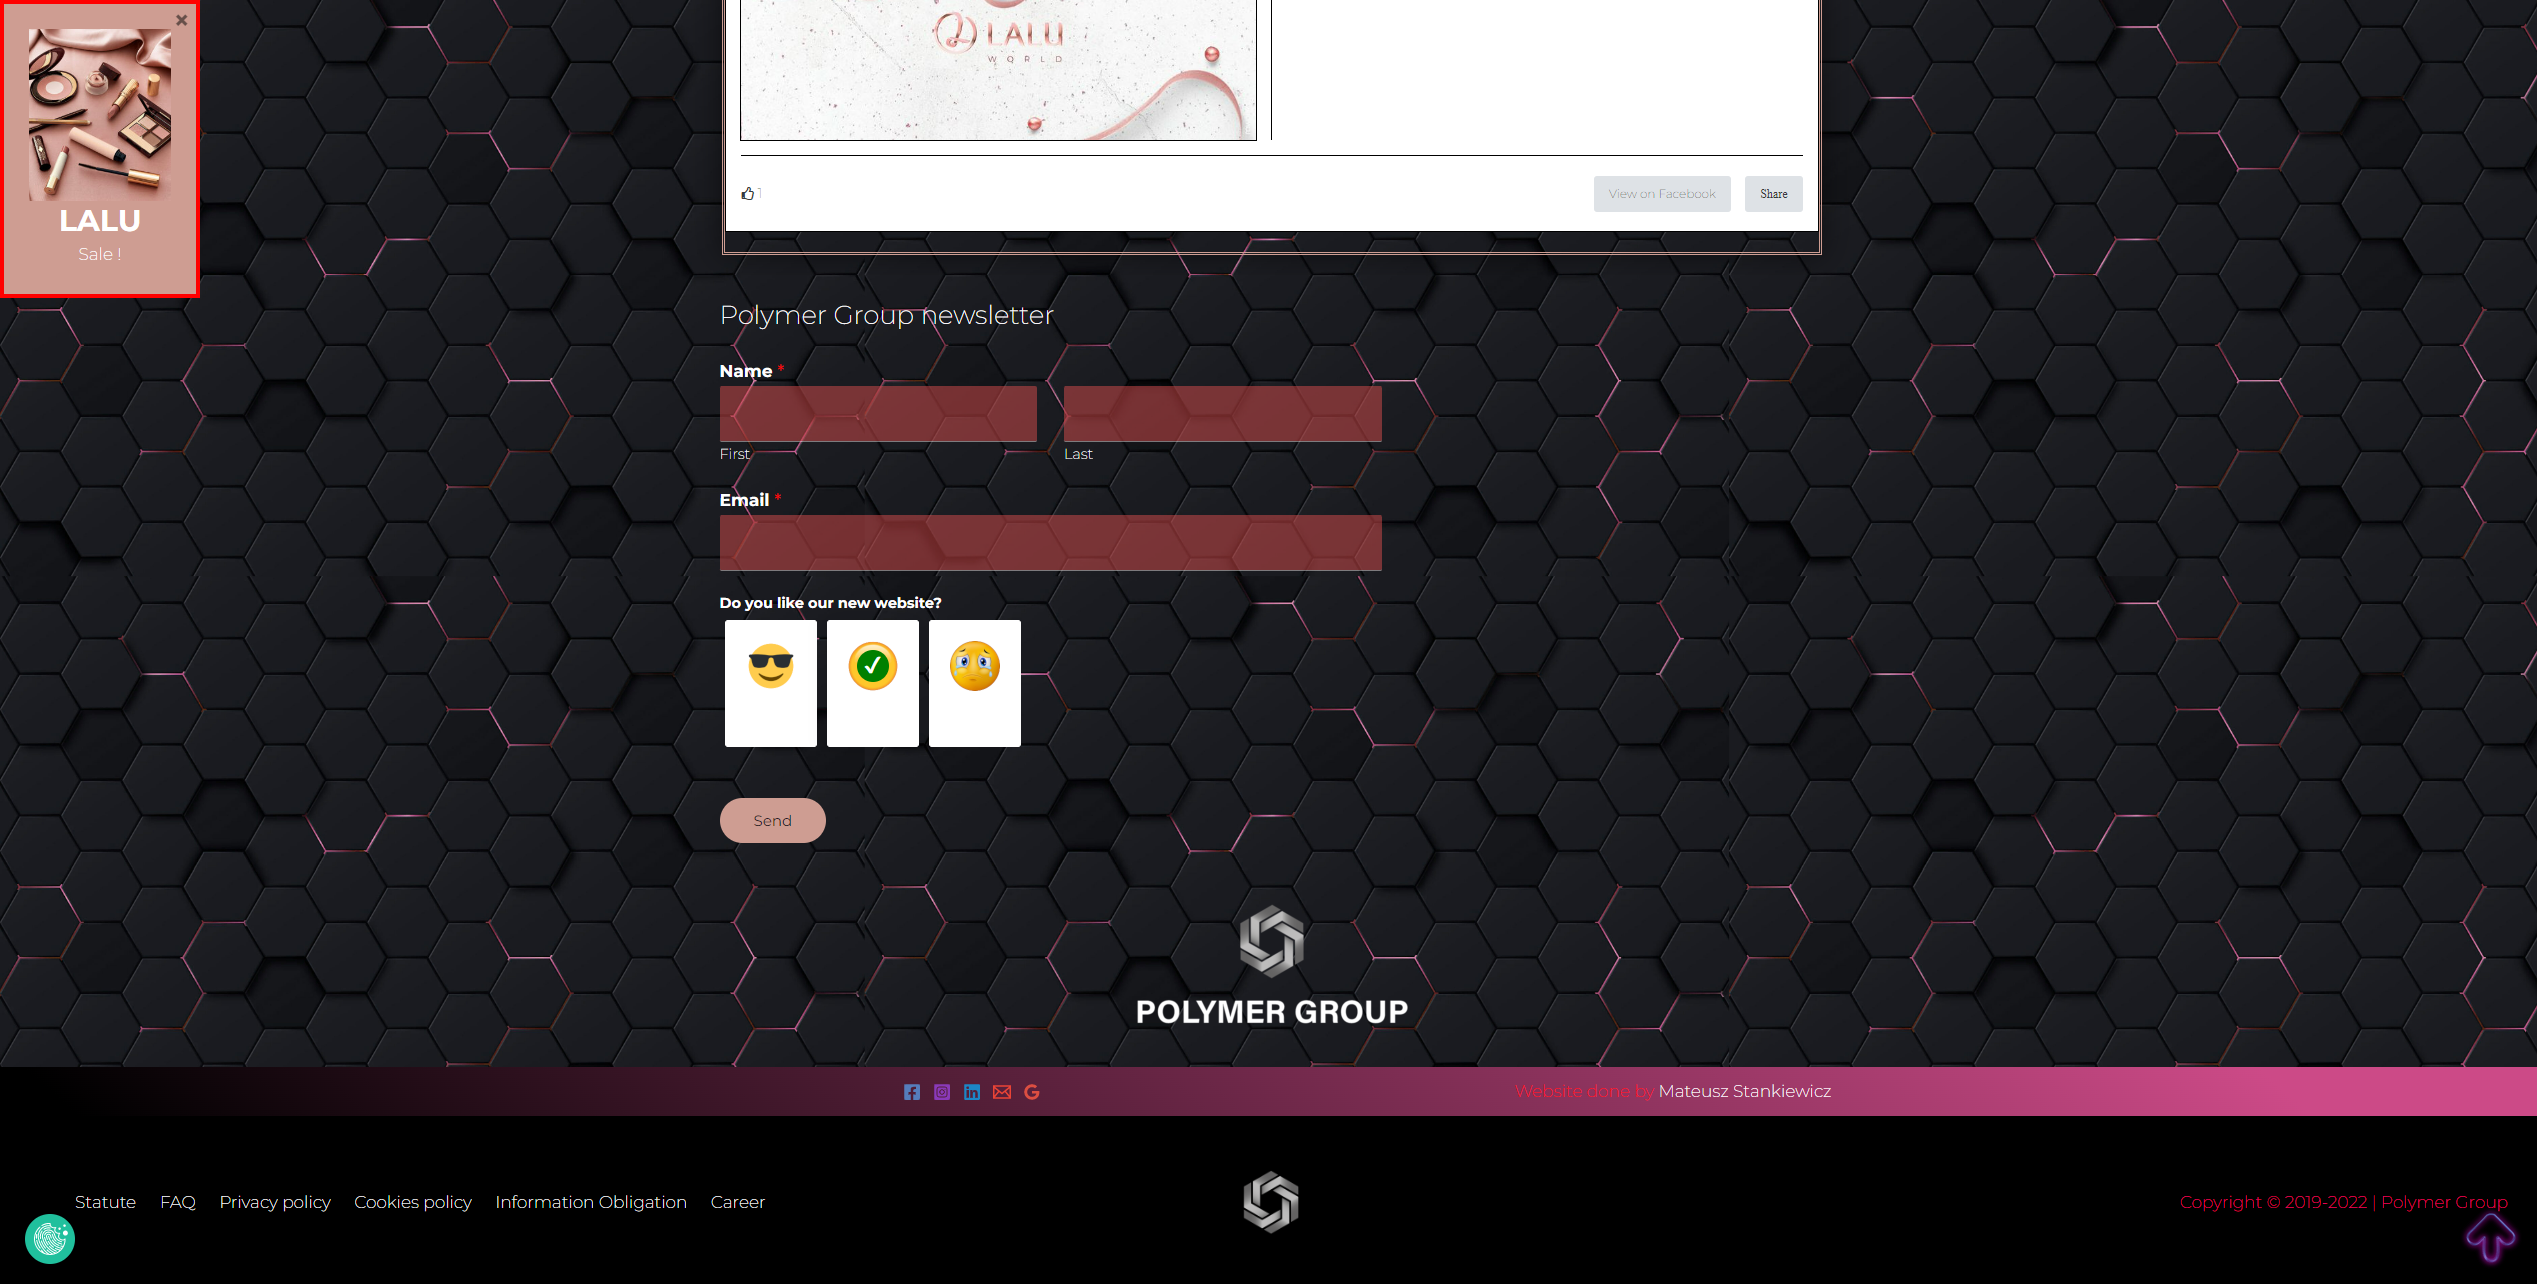 LALU
WORLD
LALU
Sale !
1
View on Facebook
Share
Polymer Group newsletter
Name *
First
Last
Email *
Do you like our new website?
Send
POLYMER GROUP
Website done by Mateusz Stankiewicz
Statute
FAQ
Privacy policy
Cookies policy
Information Obligation
Career
Copyright © 2019-2022 | Polymer Group